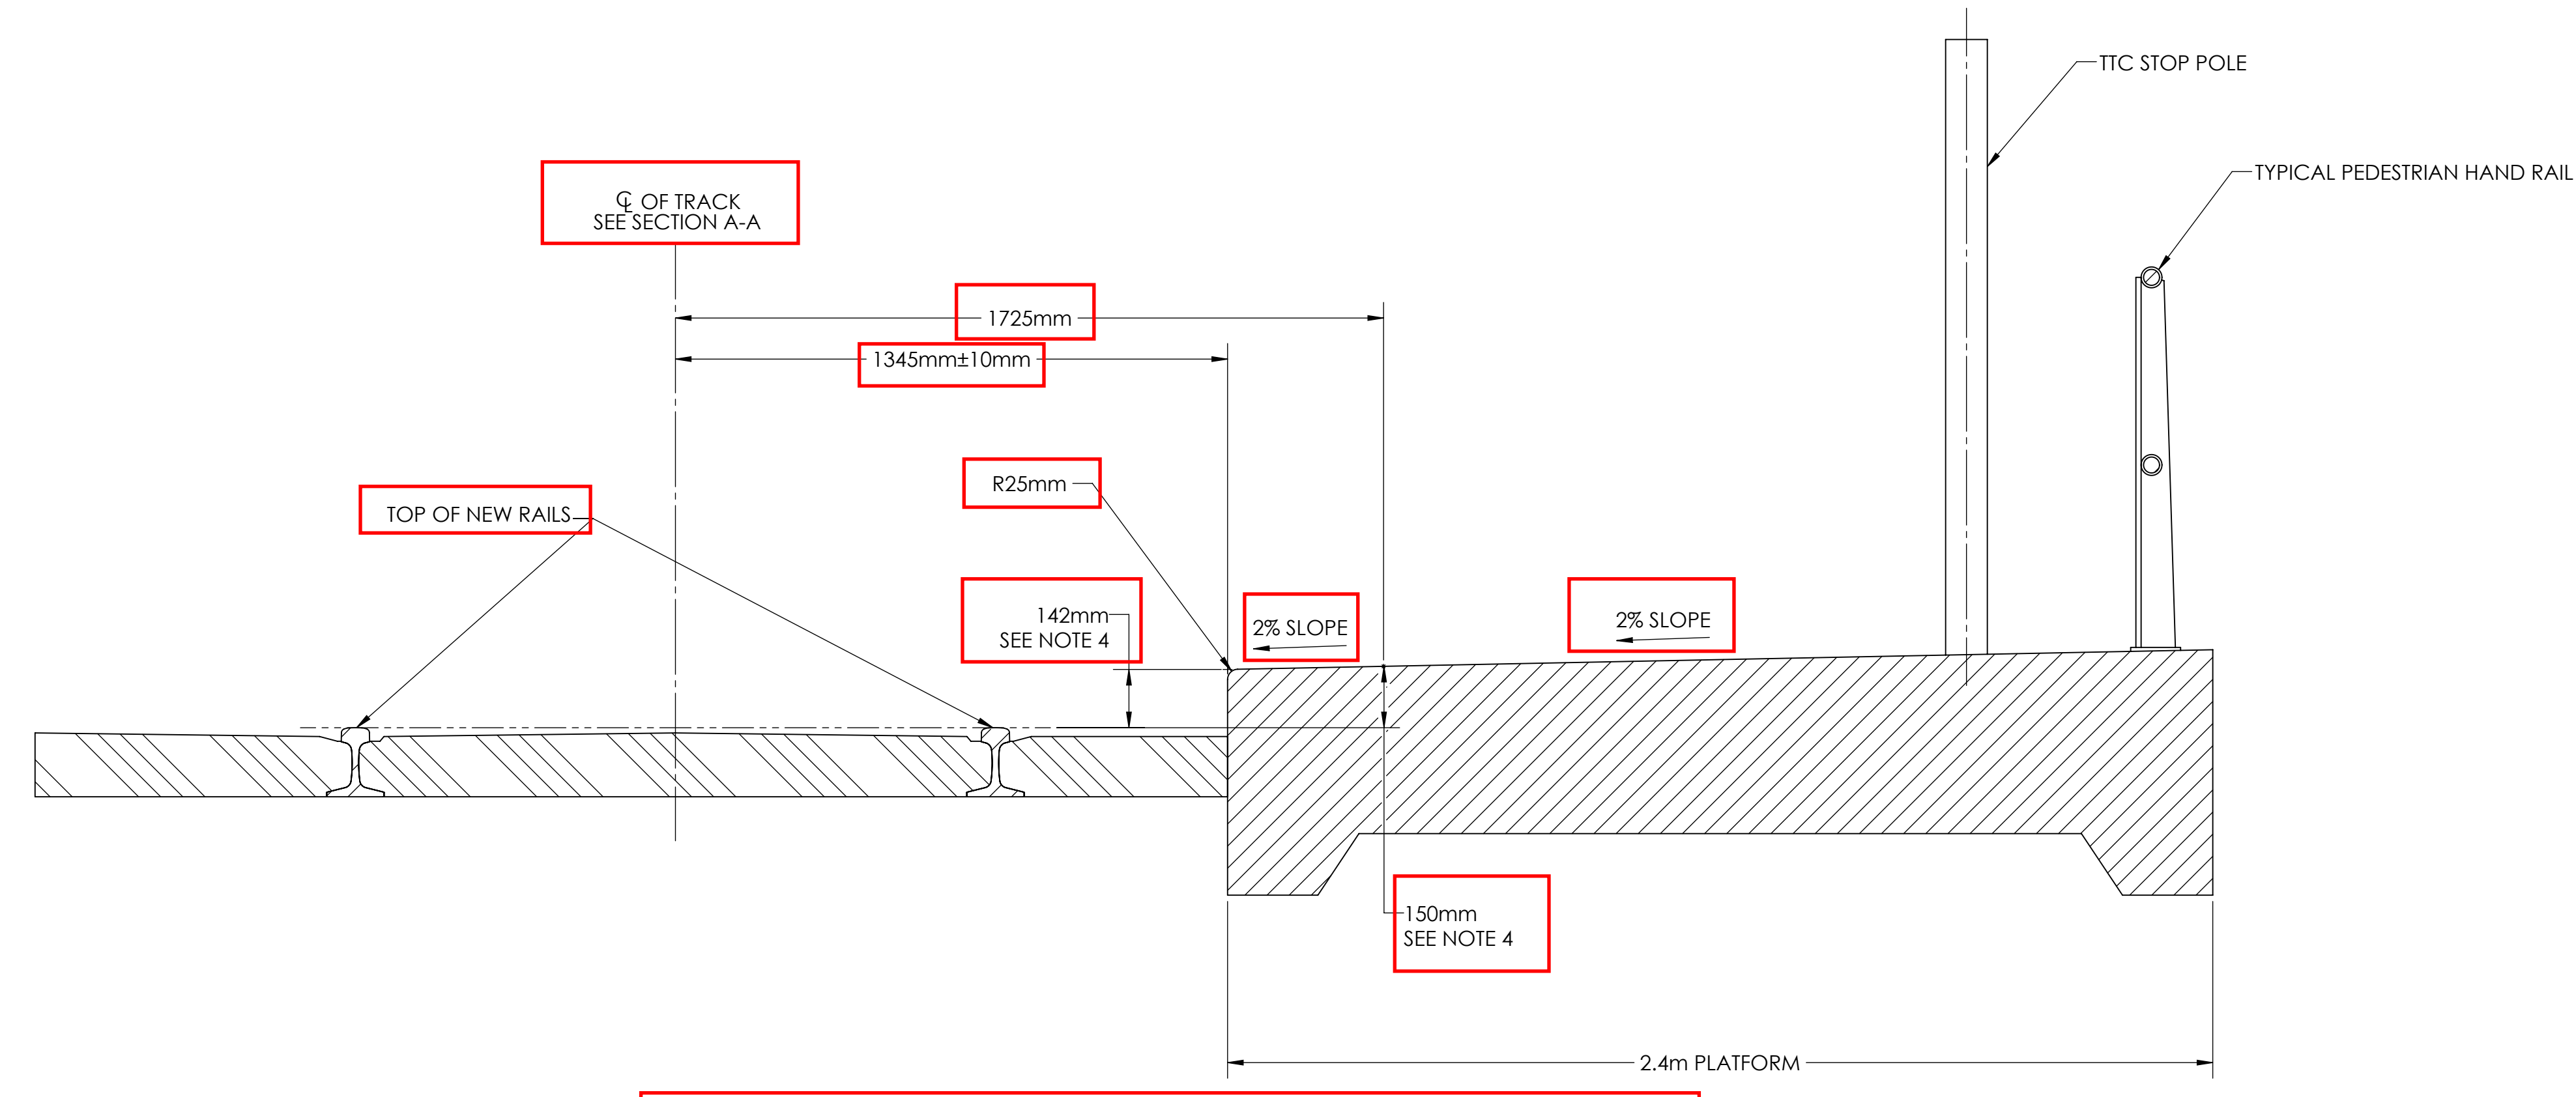 TTC STOP POLE
TYPICAL PEDESTRIAN HAND RAIL
℄ OF TRACK
SEE SECTION A-A
1725mm
1345mm±10mm
R25mm
TOP OF NEW RAILS
142mm
SEE NOTE 4
2% SLOPE
2% SLOPE
150mm
SEE NOTE 4
2.4m PLATFORM